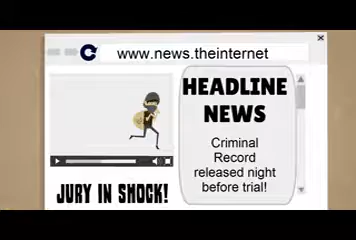 www.news.theinternet
HEADLINE
NEWS
Criminal
Record
released night
before trial!
JURY IN SHOCK!